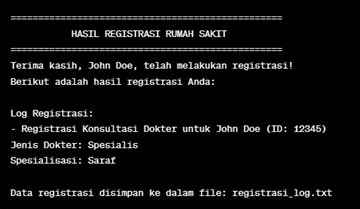 ==================================================
HASIL REGISTRASI RUMAH SAKIT
==================================================
Terima kasih, John Doe, telah melakukan registrasi!
Berikut adalah hasil registrasi Anda:
Log Registrasi:
- Registrasi Konsultasi Dokter untuk John Doe (ID: 12345)
Jenis Dokter: Spesialis
Spesialisasi: Saraf
Data registrasi disimpan ke dalam file: registrasi_log.txt